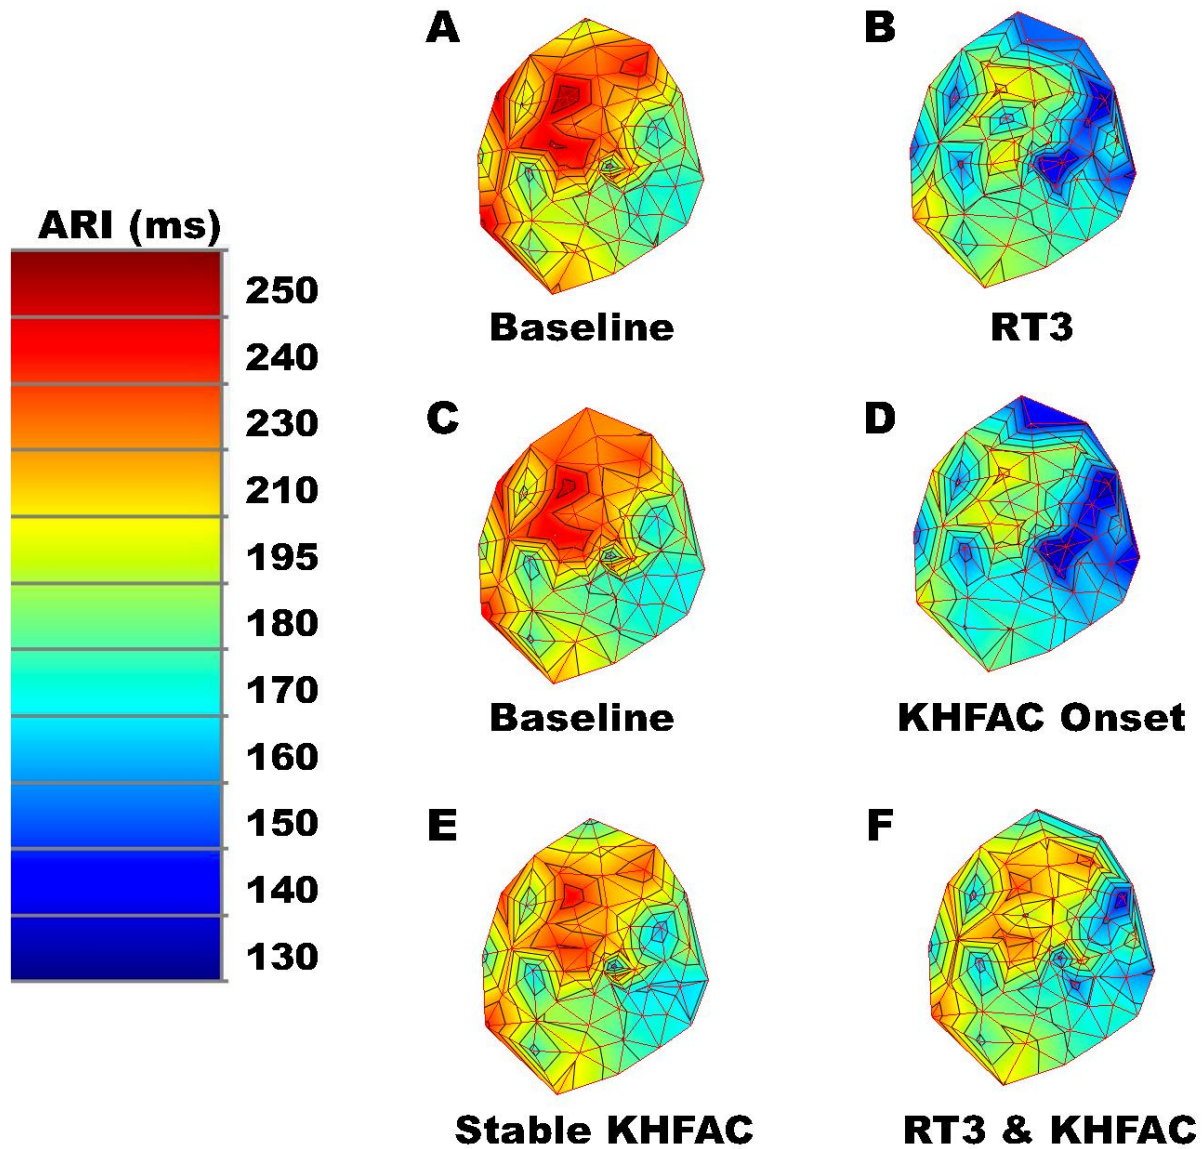 A
B
Baseline
RT3
ARI (ms)
250
240
230
210
195
180
170
160
150
140
130
C
D
Baseline
KHFAC Onset
E
F
Stable KHFAC
RT3 & KHFAC